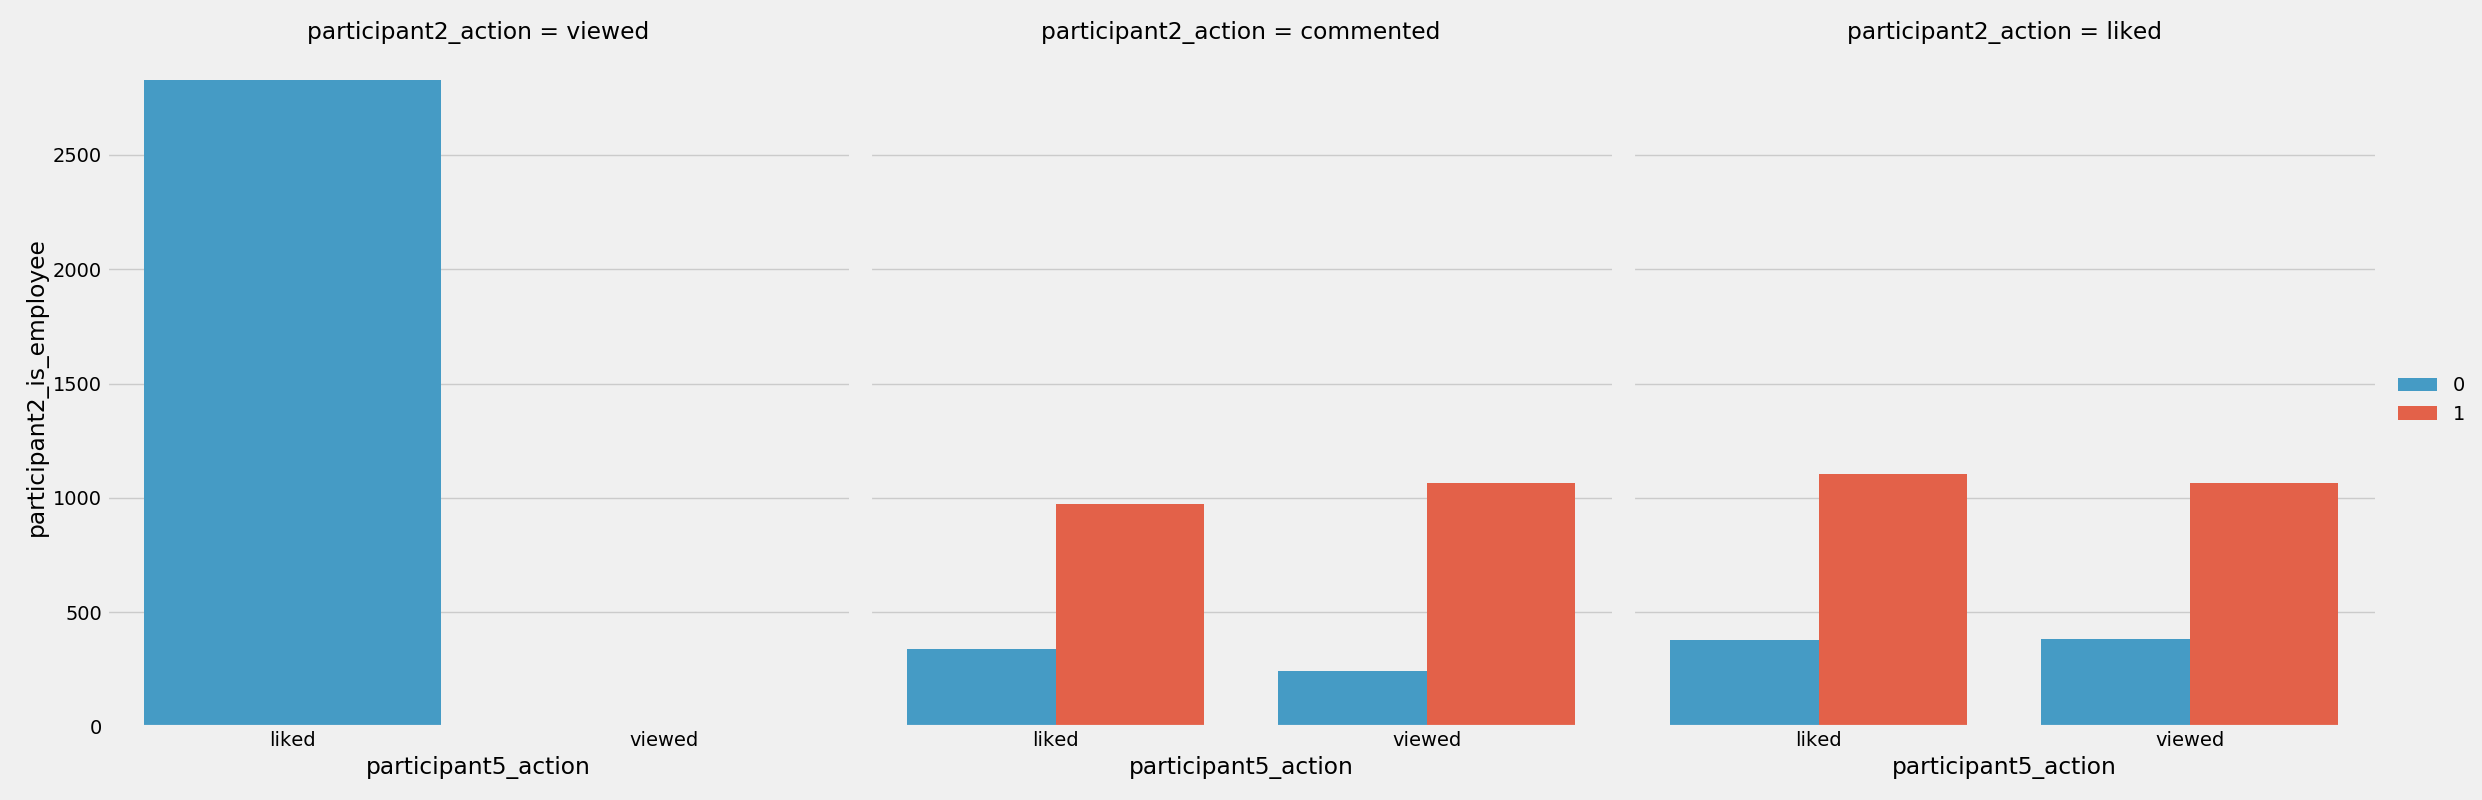 participant2_action = viewed
participant2_action = commented
participant2_action = liked
participant2_is_employee
2500
2000
1500
1000
500
0
liked
viewed
participant5_action
liked
viewed
participant5_action
liked
viewed
participant5_action
0
1